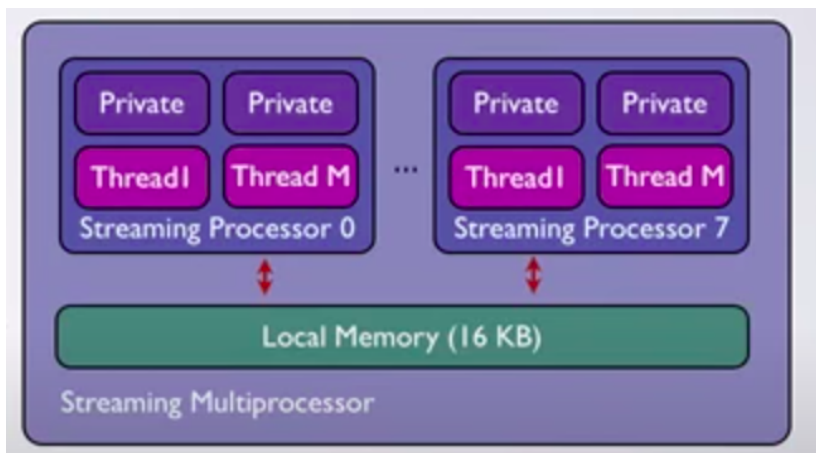 Private Private
Thread1 Thread M
Streaming Processor 0
...
Private Private
Thread1 Thread M
Streaming Processor 7
Local Memory (16 KB)
Streaming Multiprocessor